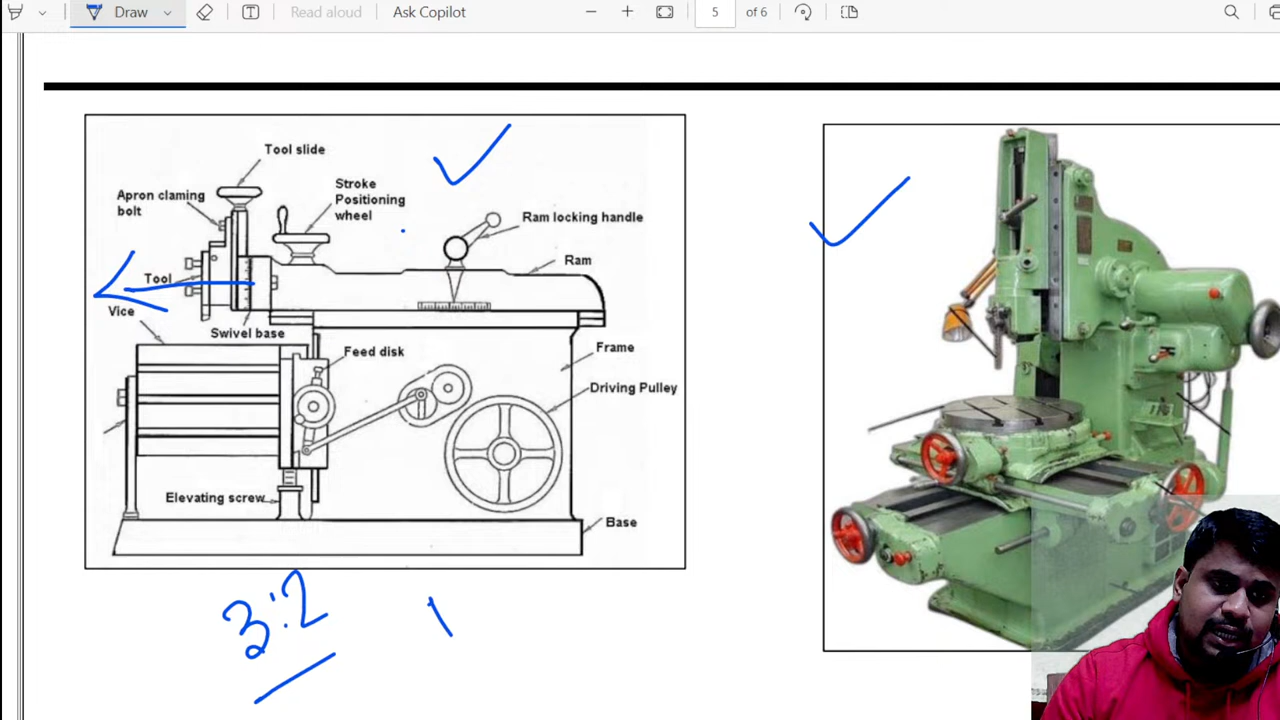 Draw
Read aloud
Ask Copilot
5
of 6
Tool slide
Apron claming
bolt
Stroke
Positioning
wheel
Ram locking handle
Ram
Tool
Vice
Swivel base
Feed disk
Frame
Driving Pulley
Elevating screw
Base
3:2